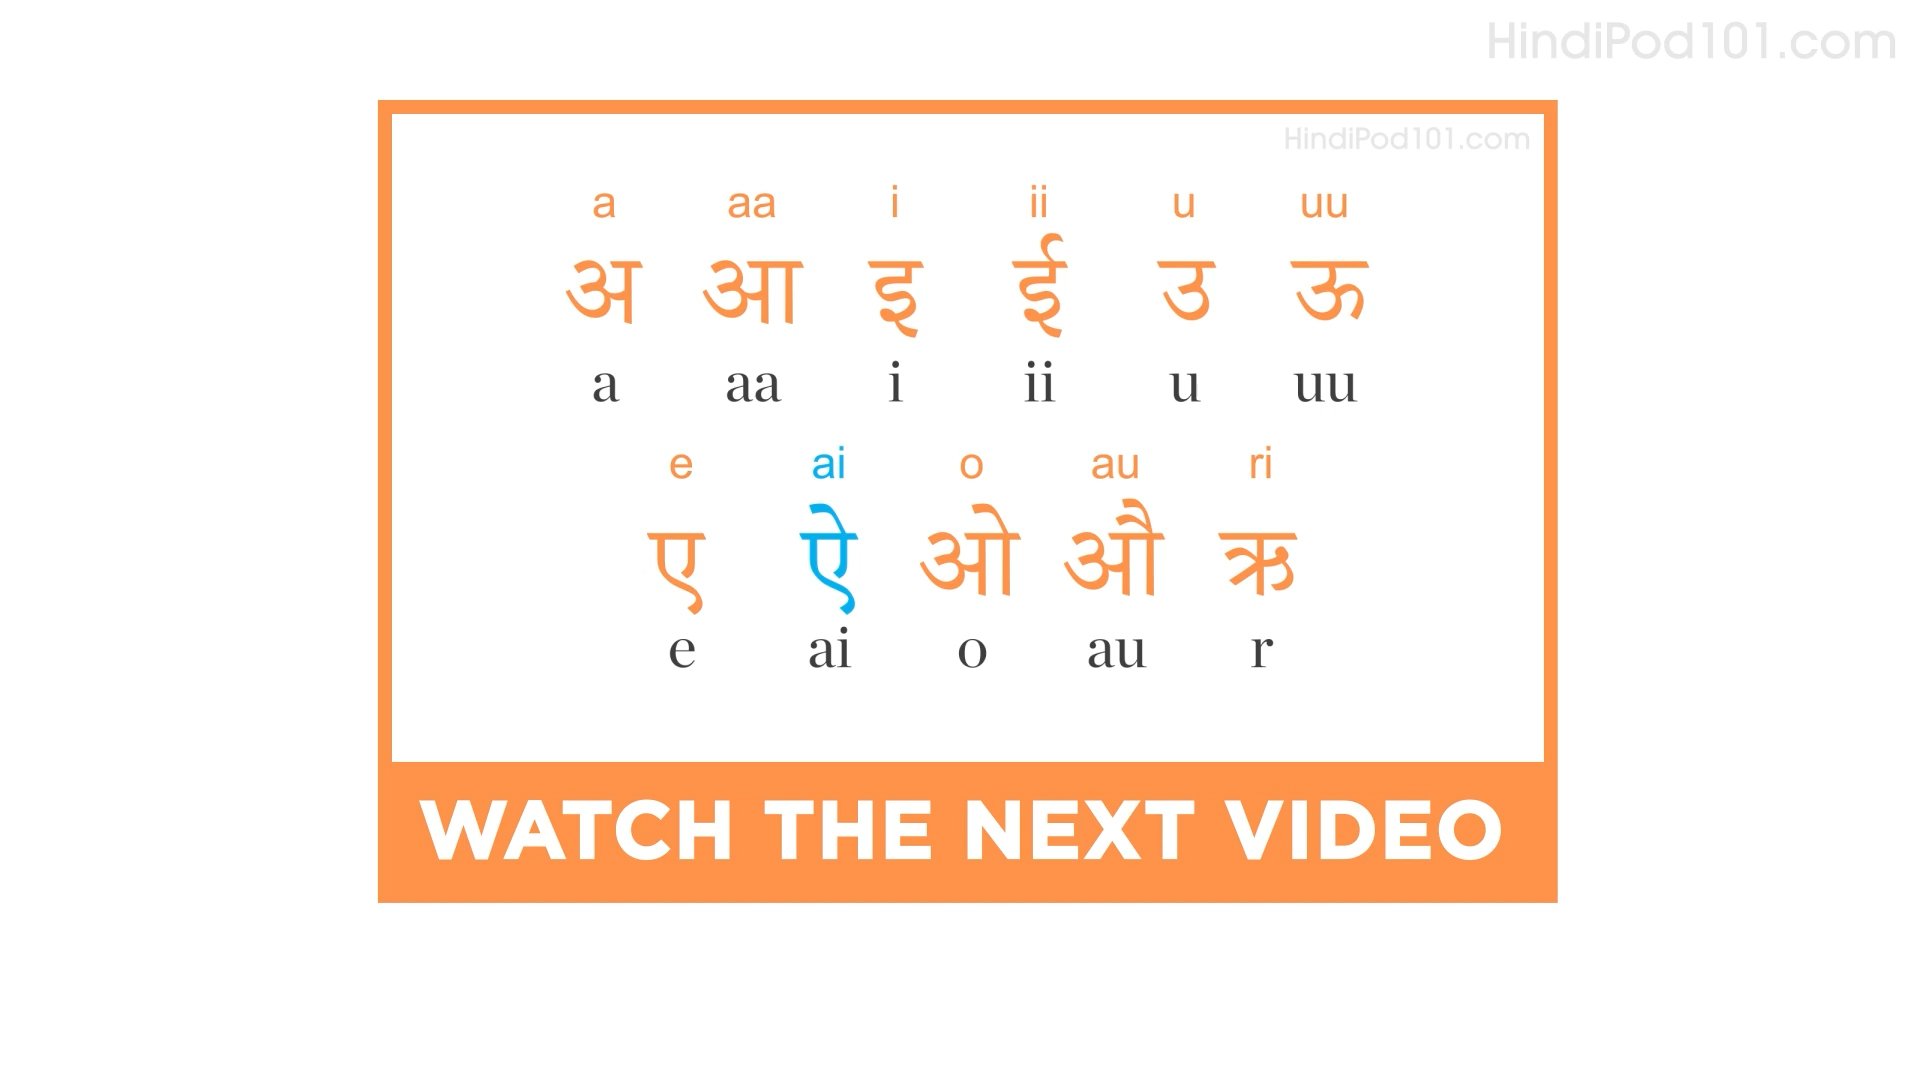 HindiPod101.com
HindiPod101.com
a aa i ii u uu
अ आ इ ई उ ऊ
a aa i ii u uu
e ai o au ri
ए ऐ ओ औ ऋ
e ai o au r
WATCH THE NEXT VIDEO